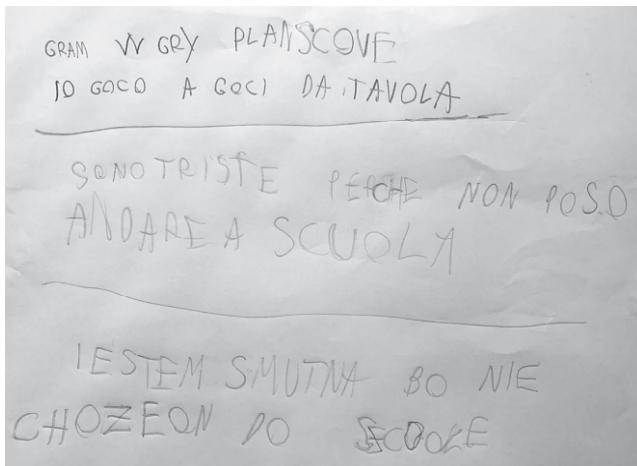 GRAM W GRY PLANSCOVE
IO GOCO A GOCI DA TAVOLA
SONO TRISTE PERCHE NON POSO
ANDARE A SCUOLA
IESTEM SMUTNA BO NIE
CHOZEON DO